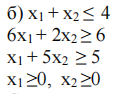 б) x₁ + x₂ ≤ 4
6x₁ + 2x₂ ≥ 6
x₁ + 5x₂ ≥ 5
x₁ ≥0, x₂ ≥0